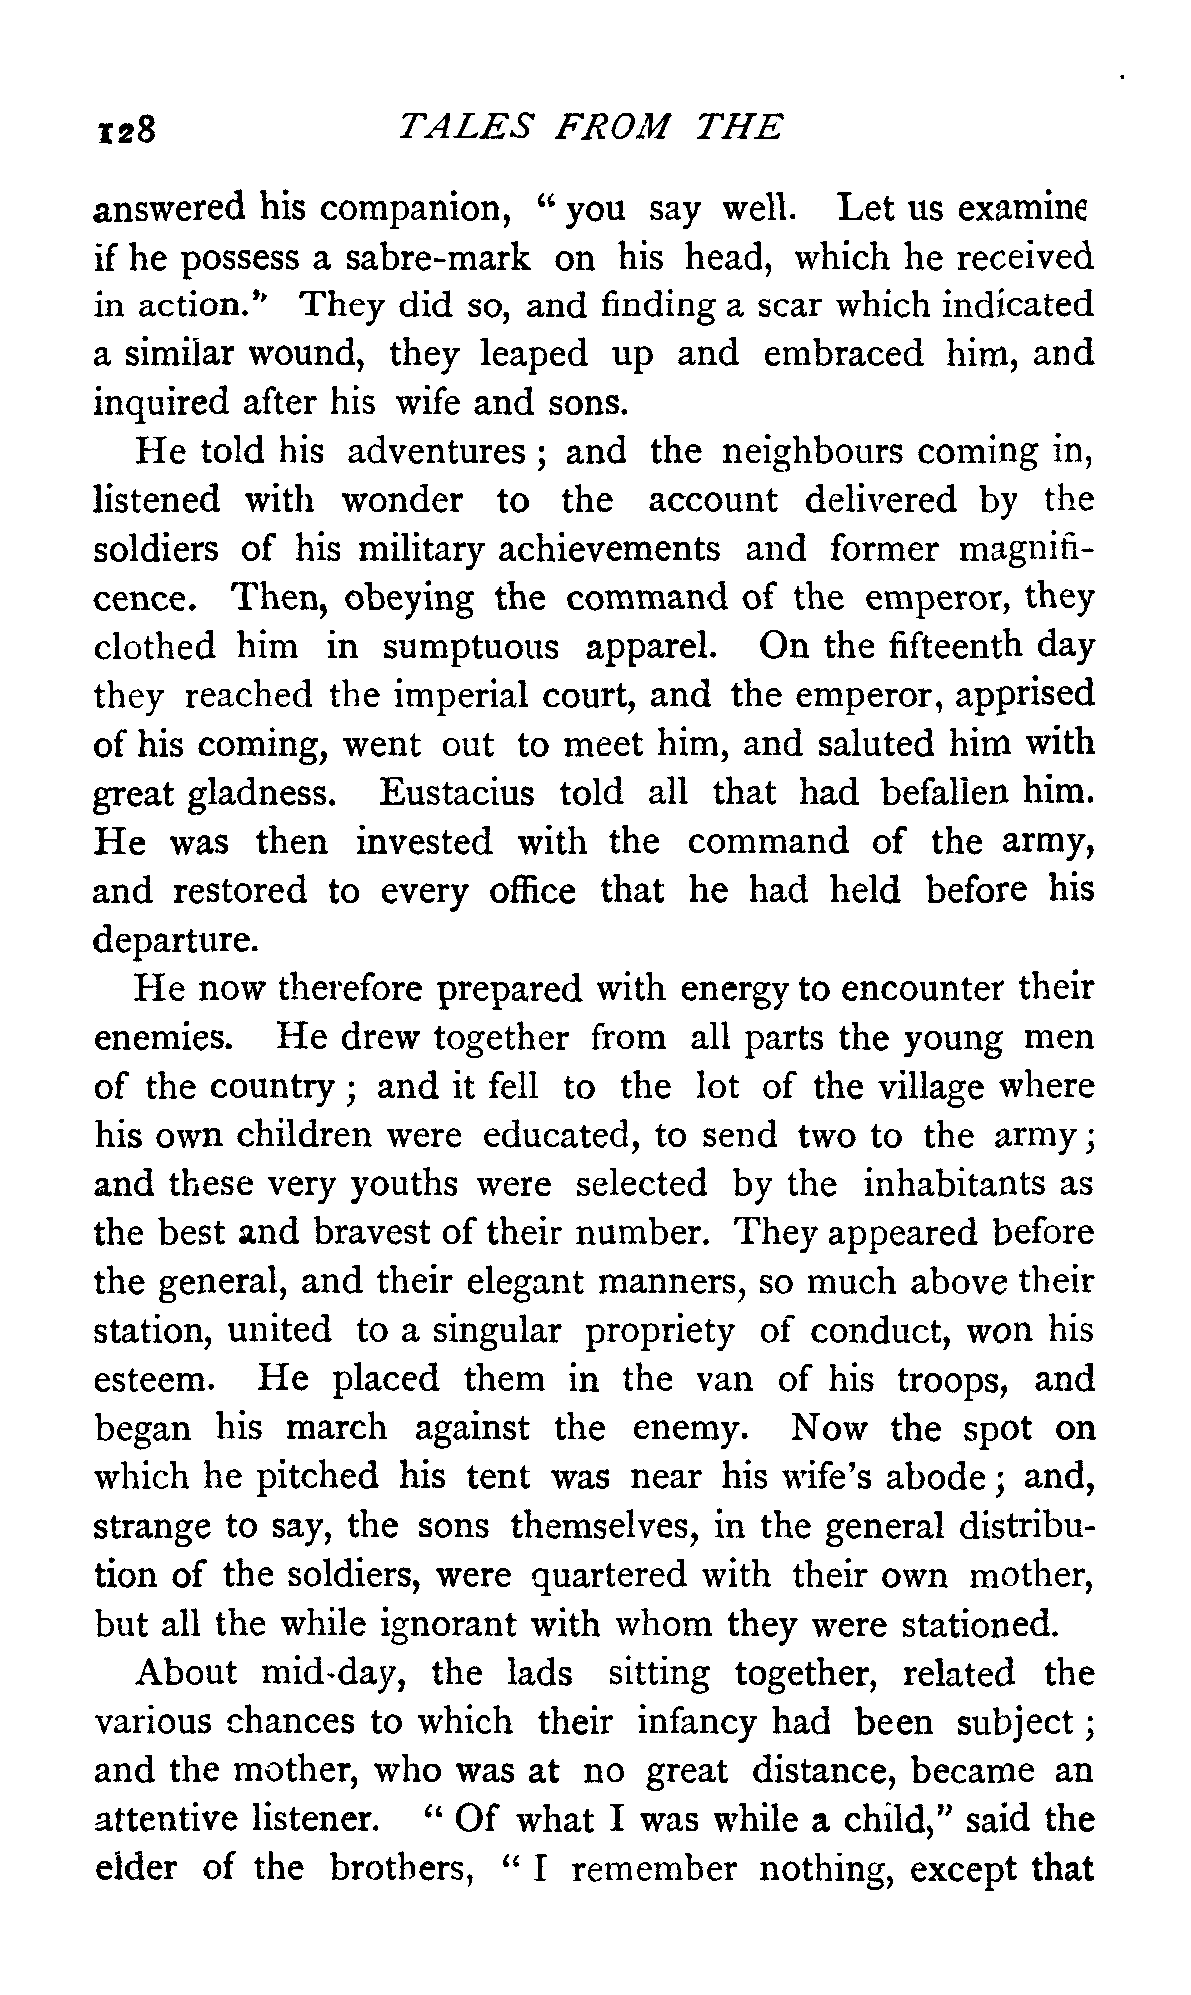 128 TALES FROM THE
answered his companion, “ you say well. Let us examine
if he possess a sabre-mark on his head, which he received
in action.” They did so, and finding a scar which indicated
a similar wound, they leaped up and embraced him, and
inquired after his wife and sons.
He told his adventures ; and the neighbours coming in,
listened with wonder to the account delivered by the
soldiers of his military achievements and former magnifi-
cence. Then, obeying the command of the emperor, they
clothed him in sumptuous apparel. On the fifteenth day
they reached the imperial court, and the emperor, apprised
of his coming, went out to meet him, and saluted him with
great gladness. Eustacius told all that had befallen him.
He was then invested with the command of the army,
and restored to every office that he had held before his
departure.
He now therefore prepared with energy to encounter their
enemies. He drew together from all parts the young men
of the country ; and it fell to the lot of the village where
his own children were educated, to send two to the army ;
and these very youths were selected by the inhabitants as
the best and bravest of their number. They appeared before
the general, and their elegant manners, so much above their
station, united to a singular propriety of conduct, won his
esteem. He placed them in the van of his troops, and
began his march against the enemy. Now the spot on
which he pitched his tent was near his wife's abode ; and,
strange to say, the sons themselves, in the general distribu-
tion of the soldiers, were quartered with their own mother,
but all the while ignorant with whom they were stationed.
About mid-day, the lads sitting together, related the
various chances to which their infancy had been subject ;
and the mother, who was at no great distance, became an
attentive listener. “ Of what I was while a child,” said the
elder of the brothers, “ I remember nothing, except that